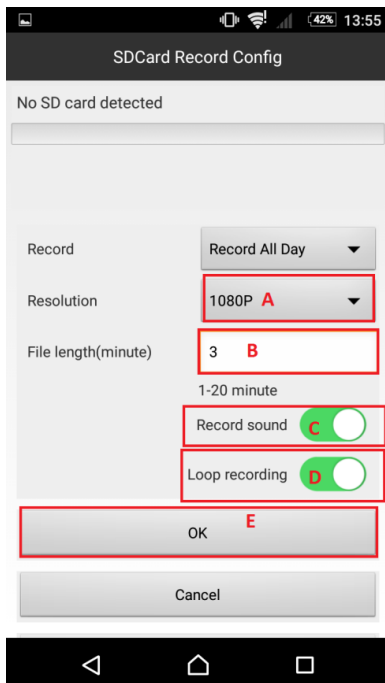 42% 13:55
SDCard Record Config
No SD card detected
Record Record All Day
Resolution 1080P A
File length(minute) 3 B
1-20 minute
Record sound C
Loop recording D
OK E
Cancel